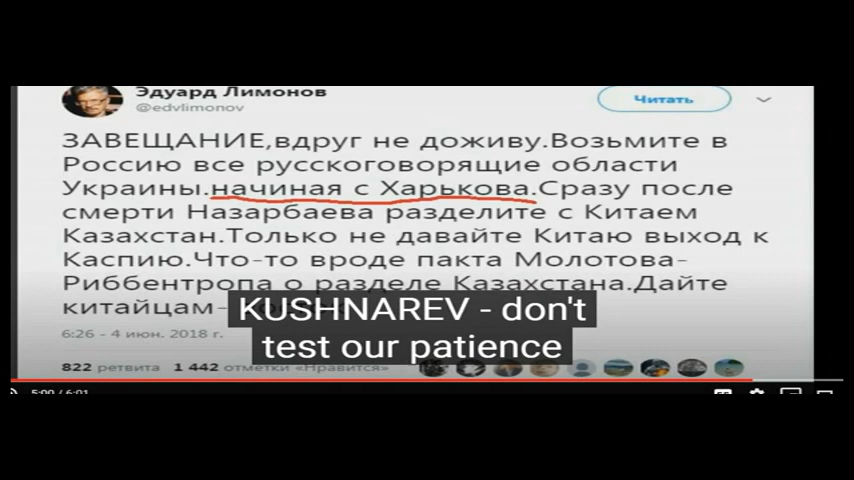 Эдуард Лимонов
@edvlimonov
Читать
ЗАВЕЩАНИЕ,вдруг не доживу.Возьмите в
Россию все русскоговорящие области
Украины.начиная с Харькова.Сразу после
смерти Назарбаева разделите с Китаем
Казахстан.Только не давайте Китаю выход к
Каспию.Что-то вроде пакта Молотова-
Риббентропа о разделе Казахстана.Дайте
китайцам-
KUSHNAREV - don't
test our patience
6:26 - 4 июн. 2018 г.
822 ретвита 1 442 отметки «Нравится»
5:00 / 6:01